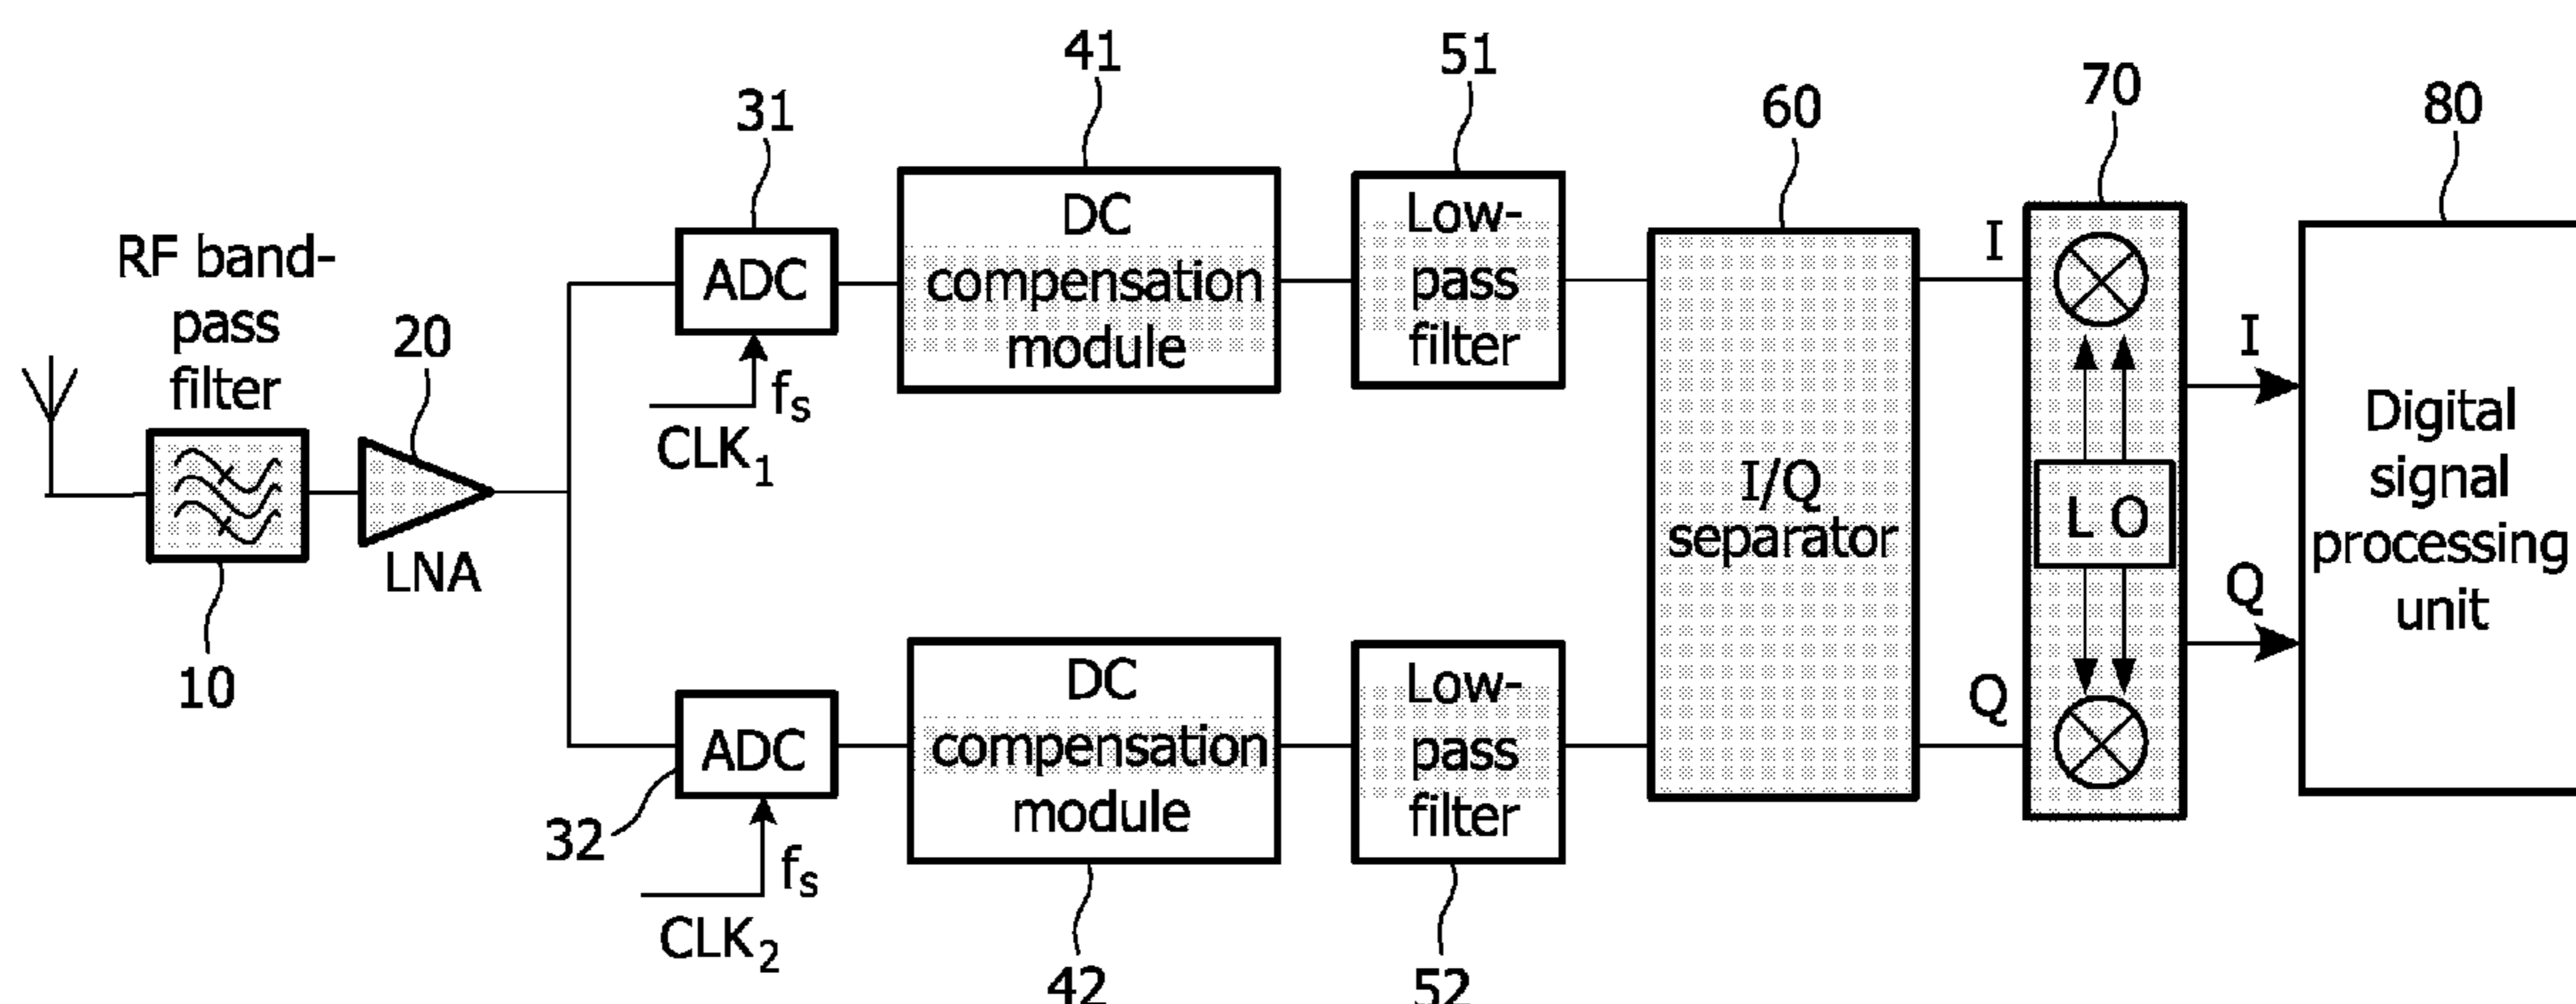 RF band-
pass
filter
10
20
LNA
31
ADC
fs
CLK1
32
ADC
fs
CLK2
41
DC
compensation
module
DC
compensation
module
42
51
Low-
pass
filter
Low-
pass
filter
52
60
I/Q
separator
I
Q
70
L O
I
Q
80
Digital
signal
processing
unit